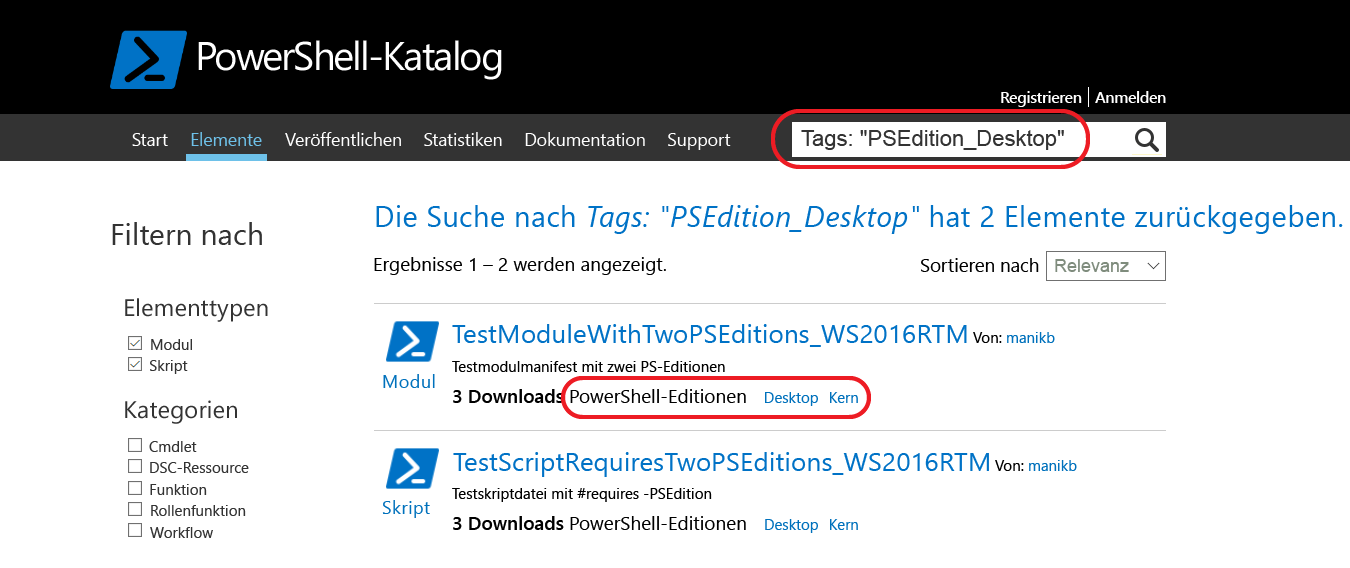 PowerShell-Katalog
Registrieren Anmelden
Start Elemente Veröffentlichen Statistiken Dokumentation Support Tags: "PSEdition_Desktop"
Die Suche nach Tags: "PSEdition_Desktop" hat 2 Elemente zurückgegeben.
Filtern nach
Ergebnisse 1 – 2 werden angezeigt.
Sortieren nach Relevanz
Elementtypen
Modul
Skript
Kategorien
Cmdlet
DSC-Ressource
Funktion
Rollenfunktion
Workflow
TestModuleWithTwoPSEditions_WS2016RTM Von: manikb
Testmodulmanifest mit zwei PS-Editionen
Modul
3 Downloads PowerShell-Editionen Desktop Kern
TestScriptRequiresTwoPSEditions_WS2016RTM Von: manikb
Testskriptdatei mit #requires -PSEdition
Skript
3 Downloads PowerShell-Editionen Desktop Kern